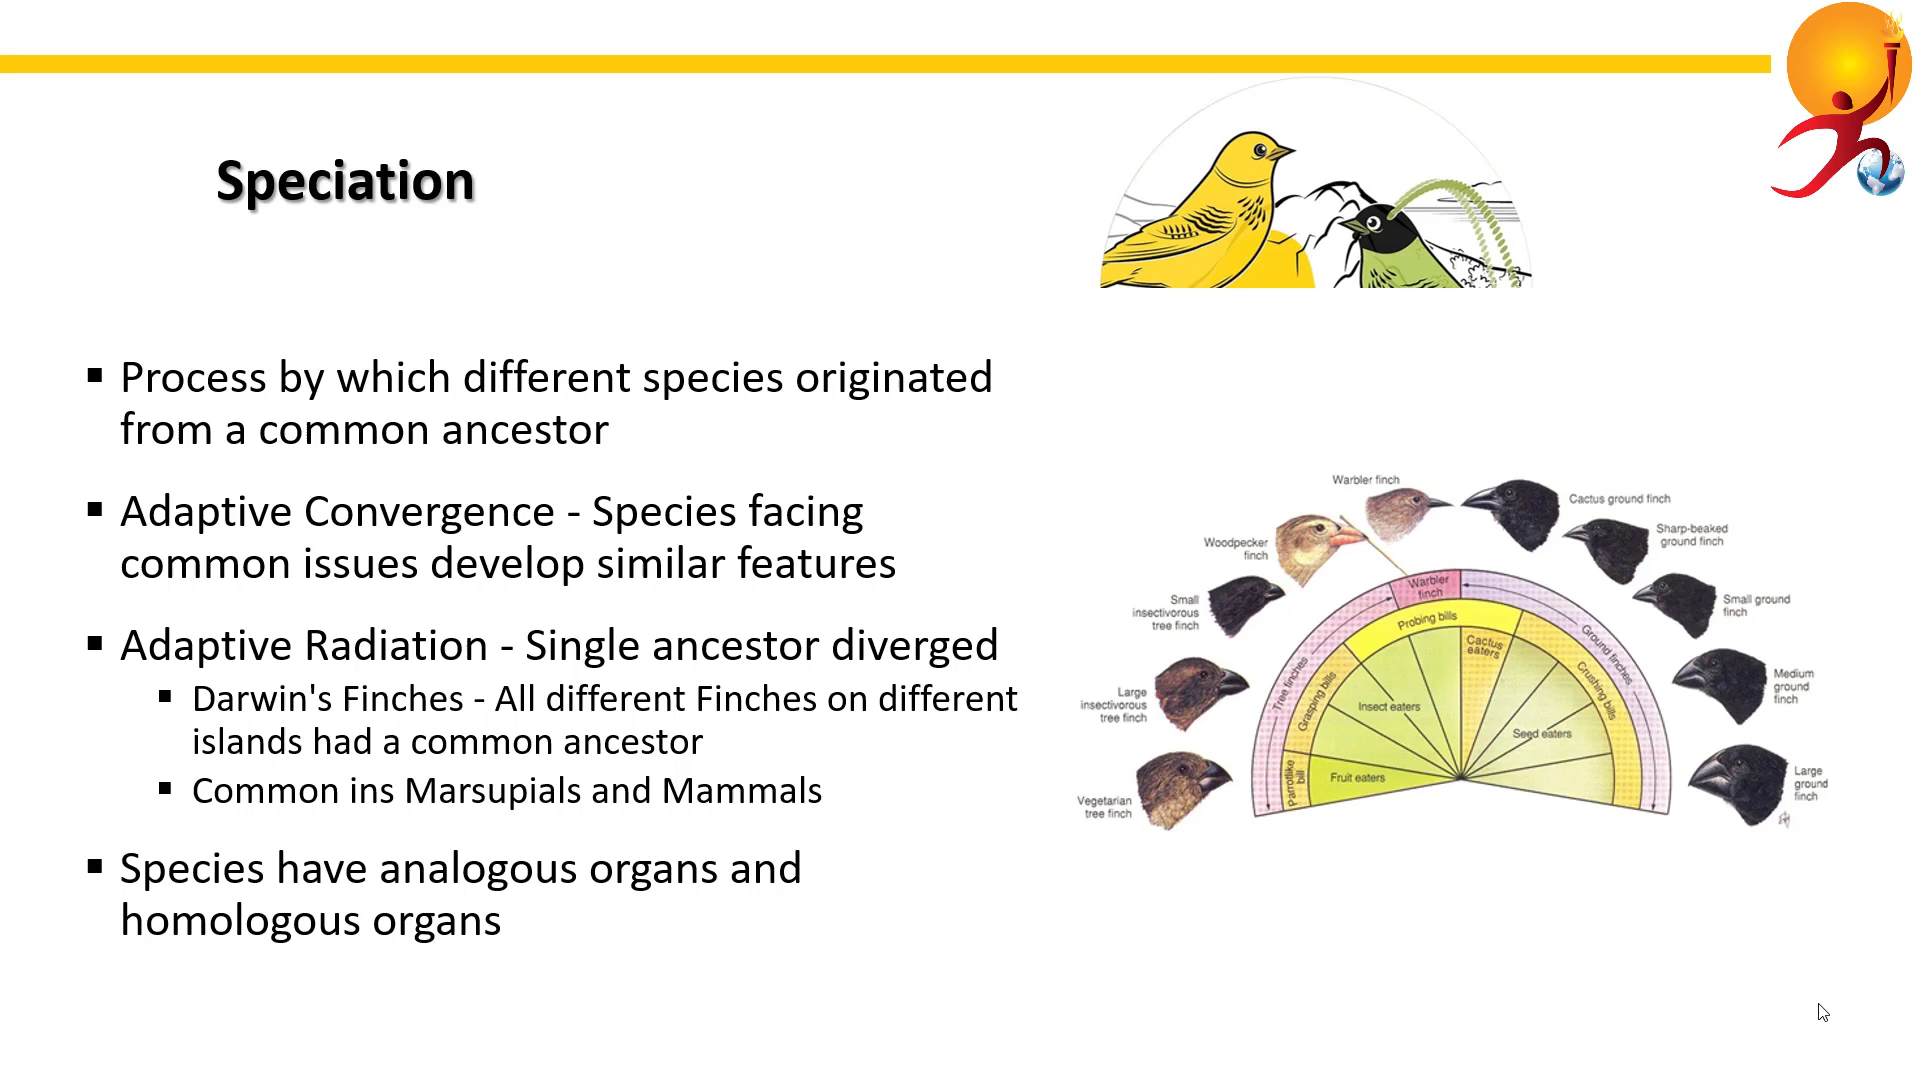 Speciation
Process by which different species originated
from a common ancestor
Adaptive Convergence - Species facing
common issues develop similar features
Adaptive Radiation - Single ancestor diverged
Darwin's Finches - All different Finches on different
islands had a common ancestor
Common ins Marsupials and Mammals
Species have analogous organs and
homologous organs
Warbler finch
Cactus ground finch
Sharp-beaked
ground finch
Woodpecker
finch
Small
insectivorous
tree finch
Small ground
finch
Large
insectivorous
tree finch
Medium
ground
finch
Vegetarian
tree finch
Large
ground
finch
Warbler
finch
Tree finches
Ground finches
Probing bills
Grasping bills
Crushing bills
Parrotlike
bill
Cactus
eaters
Insect eaters
Seed eaters
Fruit eaters